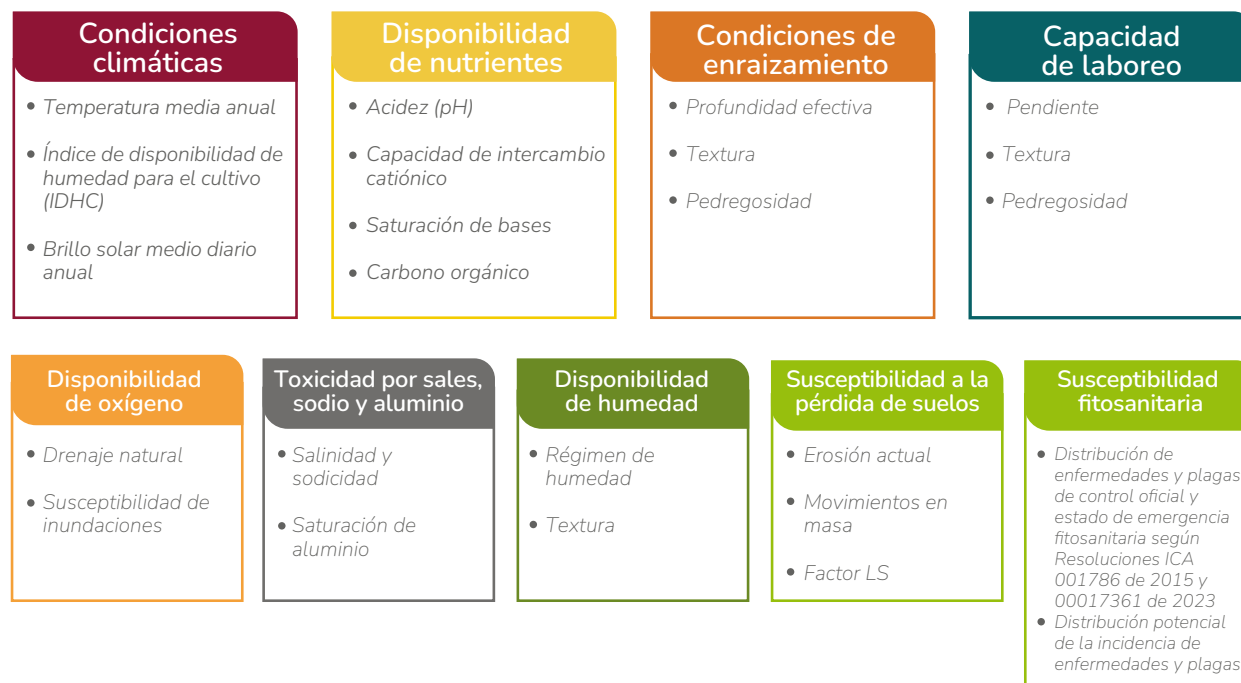 Condiciones
climáticas
• Temperatura media anual
• Índice de disponibilidad de
humedad para el cultivo
(IDHC)
• Brillo solar medio diario
anual
Disponibilidad
de nutrientes
• Acidez (pH)
• Capacidad de intercambio
catiónico
• Saturación de bases
• Carbono orgánico
Condiciones de
enraizamiento
• Profundidad efectiva
• Textura
• Pedregosidad
Capacidad
de laboreo
• Pendiente
• Textura
• Pedregosidad
Disponibilidad
de oxígeno
• Drenaje natural
• Susceptibilidad de
inundaciones
Toxicidad por sales,
sodio y aluminio
• Salinidad y
sodicidad
• Saturación de
aluminio
Disponibilidad
de humedad
• Régimen de
humedad
• Textura
Susceptibilidad a la
pérdida de suelos
• Erosión actual
• Movimientos en
masa
• Factor LS
Susceptibilidad
fitosanitaria
• Distribución de
enfermedades y plagas
de control oficial y
estado de emergencia
fitosanitaria según
Resoluciones ICA
001786 de 2015 y
00017361 de 2023
• Distribución potencial
de la incidencia de
enfermedades y plagas